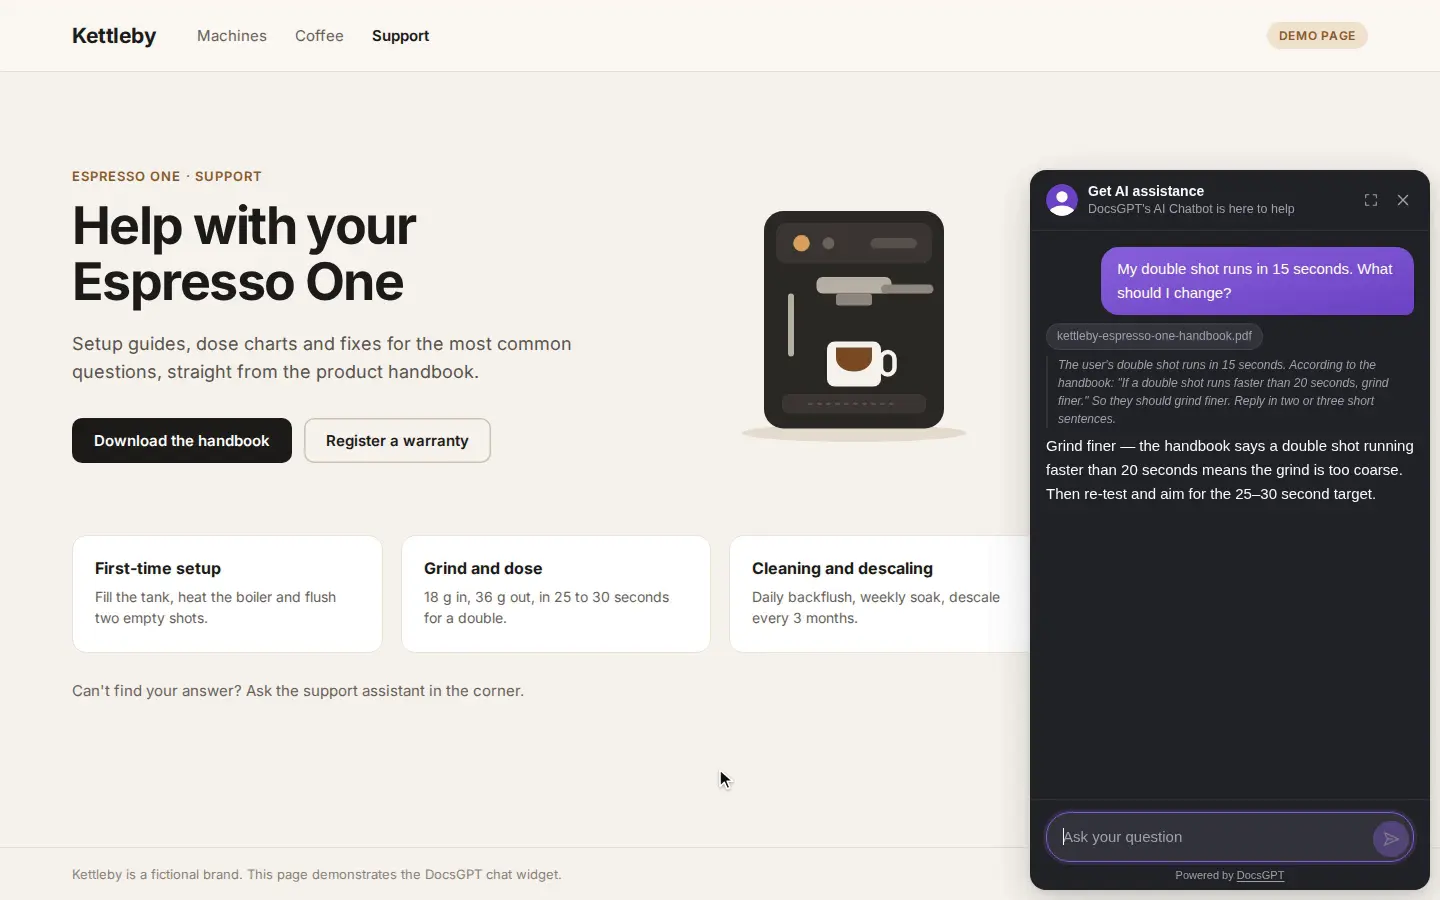 Kettleby
Machines
Coffee
Support
DEMO PAGE
ESPRESSO ONE · SUPPORT
Help with your
Espresso One
Setup guides, dose charts and fixes for the most common
questions, straight from the product handbook.
Download the handbook
Register a warranty
First-time setup
Fill the tank, heat the boiler and flush
two empty shots.
Grind and dose
18 g in, 36 g out, in 25 to 30 seconds
for a double.
Cleaning and descaling
Daily backflush, weekly soak, descale
every 3 months.
Can't find your answer? Ask the support assistant in the corner.
Kettleby is a fictional brand. This page demonstrates the DocsGPT chat widget.
Get AI assistance
DocsGPT's AI Chatbot is here to help
My double shot runs in 15 seconds. What
should I change?
kettleby-espresso-one-handbook.pdf
The user's double shot runs in 15 seconds. According to the
handbook: "If a double shot runs faster than 20 seconds, grind
finer." So they should grind finer. Reply in two or three short
sentences.
Grind finer — the handbook says a double shot running
faster than 20 seconds means the grind is too coarse.
Then re-test and aim for the 25–30 second target.
Ask your question
Powered by DocsGPT